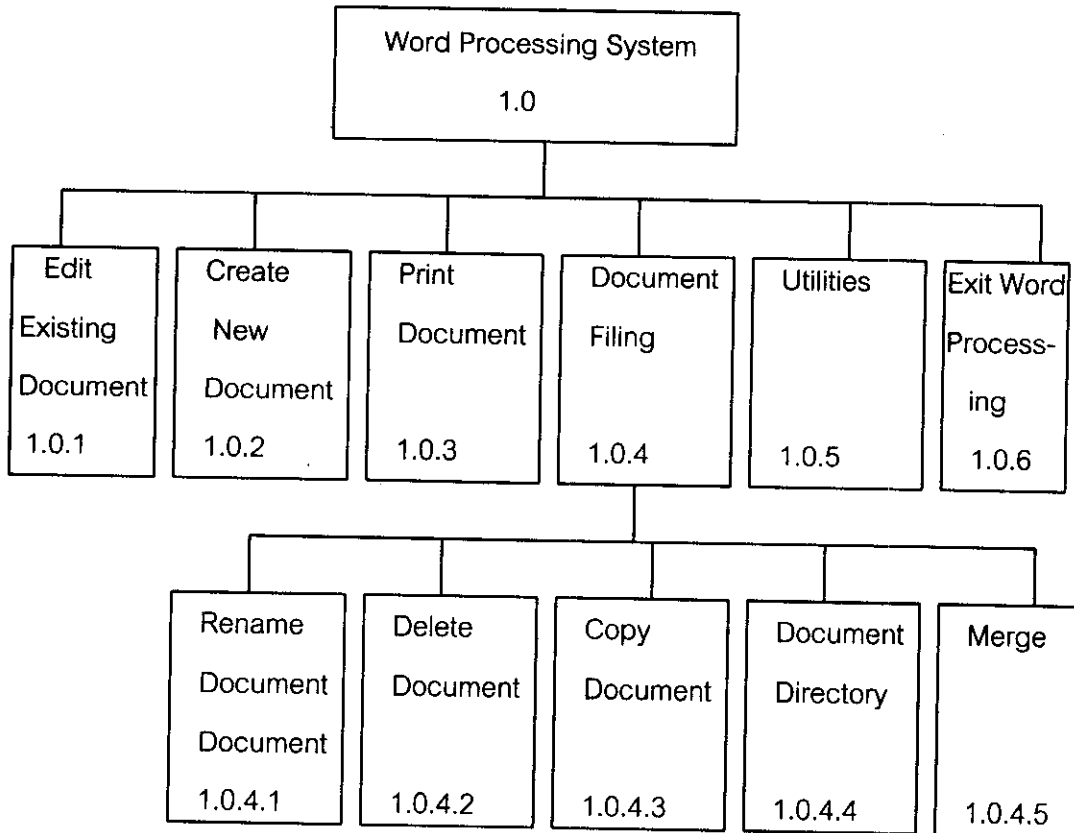 Word Processing System
1.0
Edit
Existing
Document
1.0.1
Create
New
Document
1.0.2
Print
Document
1.0.3
Document
Filing
1.0.4
Utilities
1.0.5
Exit Word
Process-
ing
1.0.6
Rename
Document
Document
1.0.4.1
Delete
Document
1.0.4.2
Copy
Document
1.0.4.3
Document
Directory
1.0.4.4
Merge
1.0.4.5